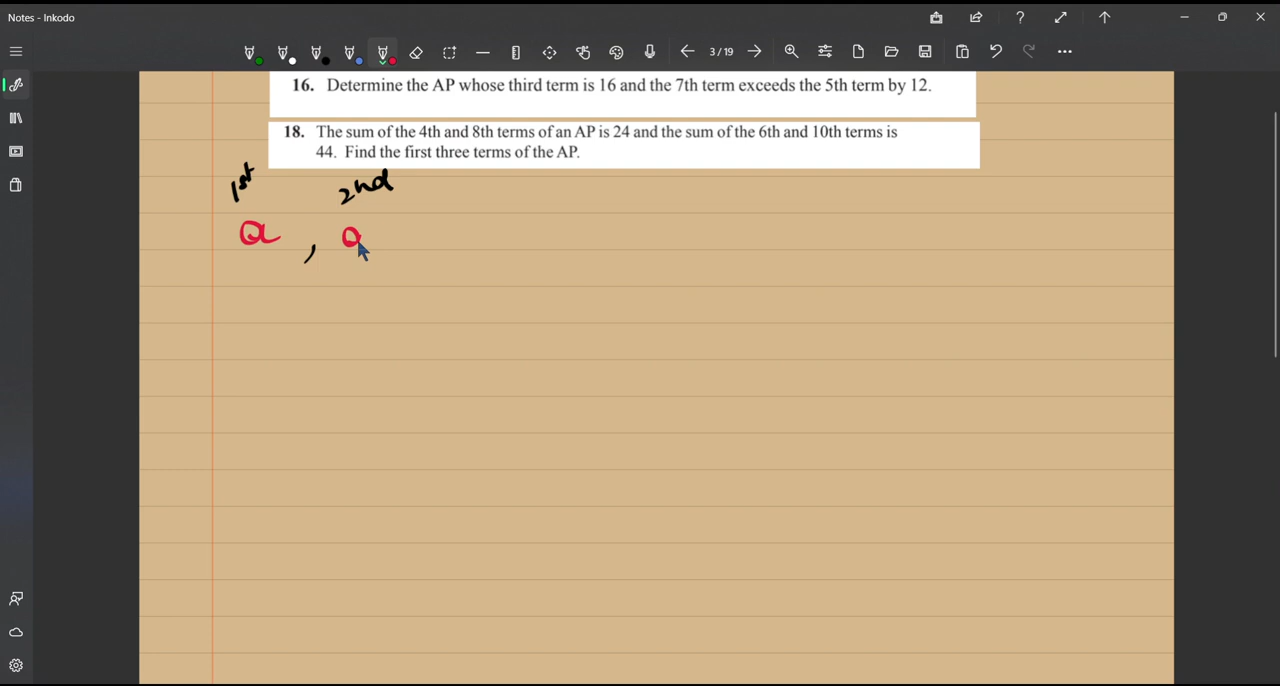 Notes - Inkodo
3/19
16. Determine the AP whose third term is 16 and the 7th term exceeds the 5th term by 12.
18. The sum of the 4th and 8th terms of an AP is 24 and the sum of the 6th and 10th terms is
44. Find the first three terms of the AP.
1st 2nd
a , a